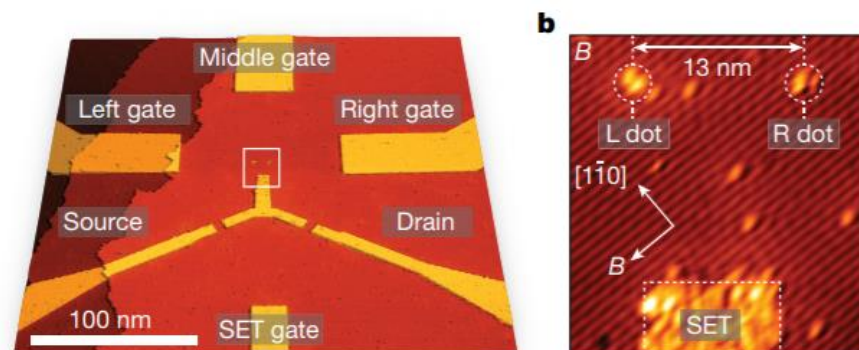 Middle gate
Left gate
Right gate
Source
Drain
100 nm
SET gate
b
B
13 nm
L dot
R dot
[11̄0]
B
SET